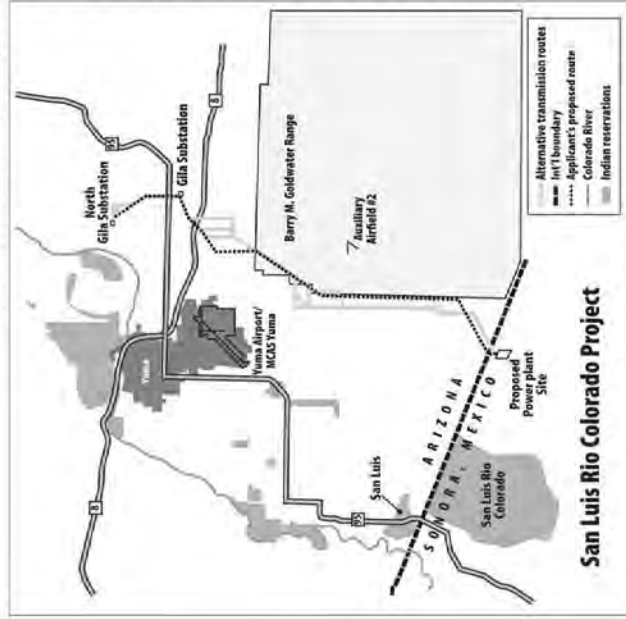 8
95
North
Gila Substation
Gila Substation
8
Yuma
Yuma Airport/
MCAS Yuma
Barry M. Goldwater Range
Auxiliary
Airfield #2
San Luis
95
ARIZONA
SONORA, MEXICO
San Luis Rio
Colorado
Proposed
Power plant
Site
Alternative transmission routes
Int'l boundary
Applicant's proposed route
Colorado River
Indian reservations
San Luis Rio Colorado Project